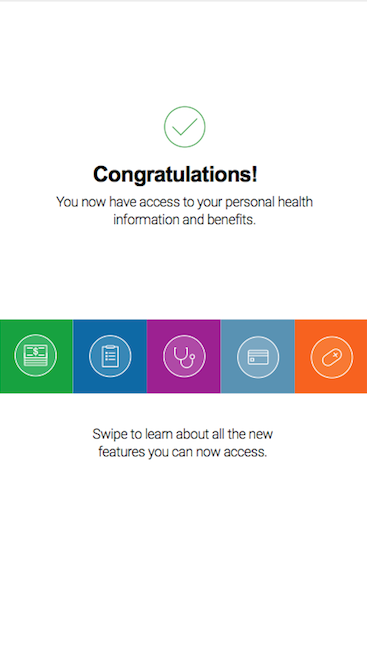 Congratulations!
You now have access to your personal health
information and benefits.
$
Swipe to learn about all the new
features you can now access.